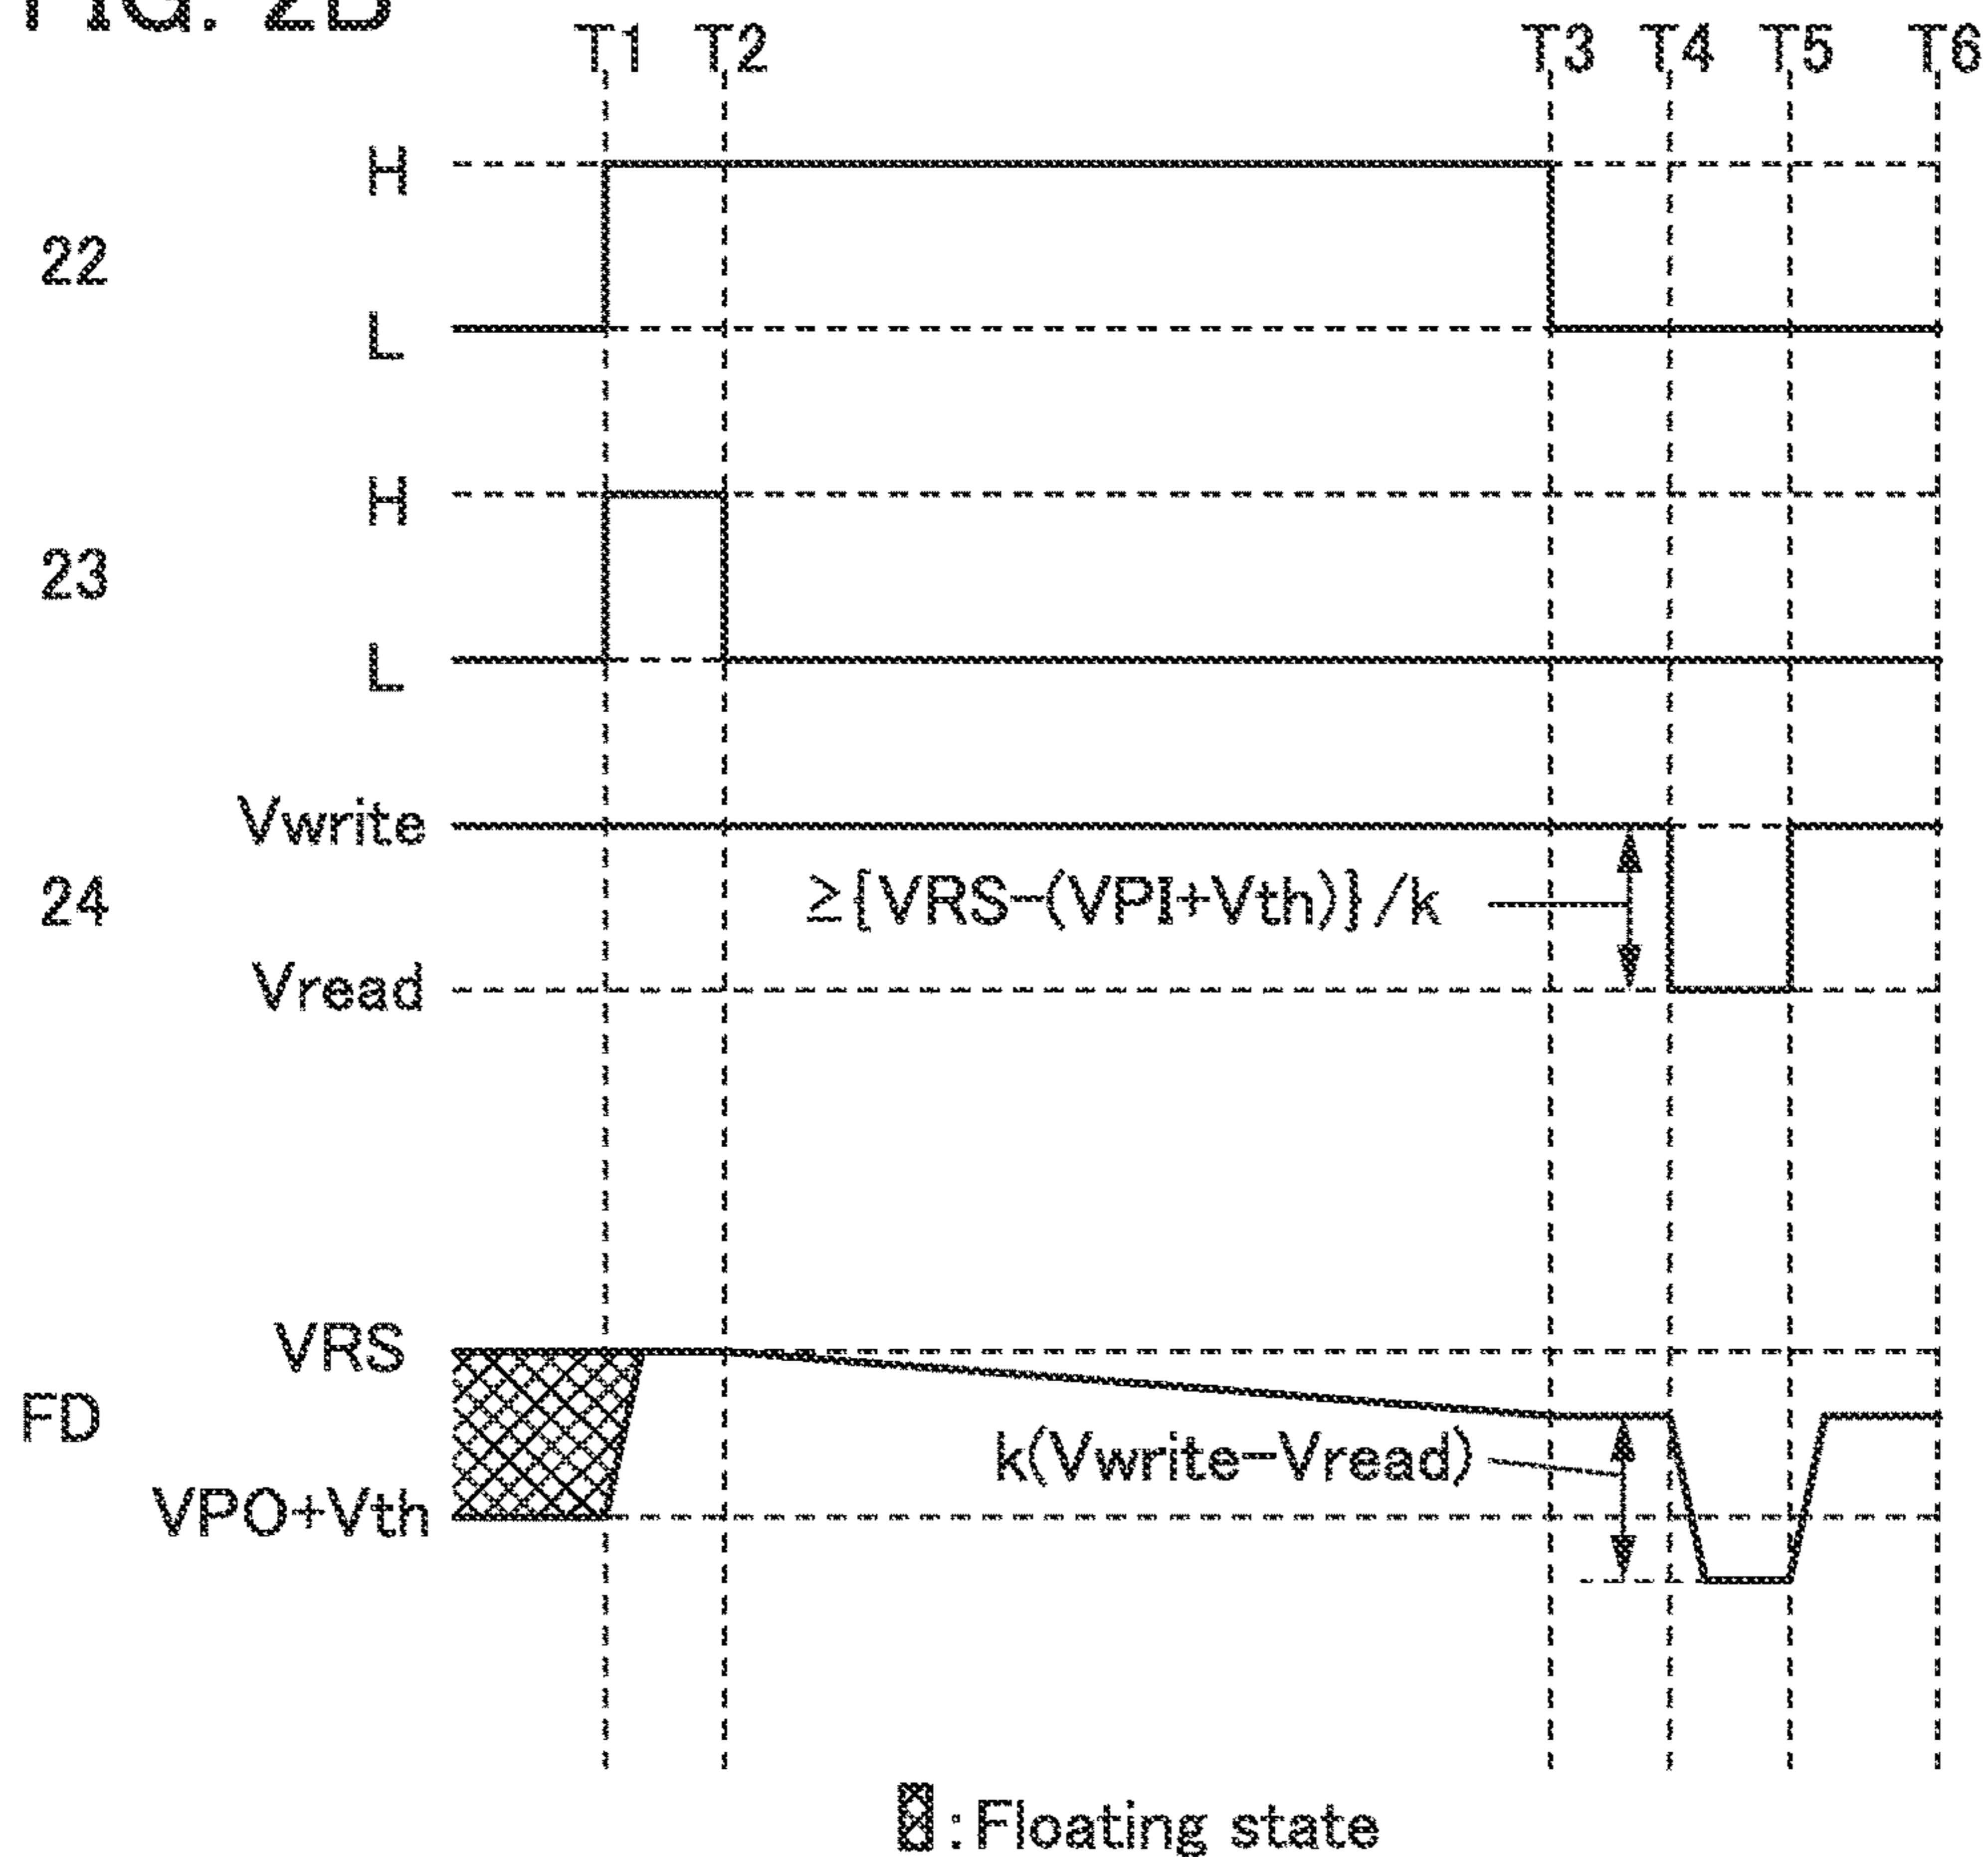 FIG. 2B
T1 T2 T3 T4 T5 T6
H
22
L
H
23
L
Vwrite
24
≥{VRS-(VPI+Vth)}/k
Vread
VRS
FD
k(Vwrite-Vread)
VPO+Vth
:Floating state